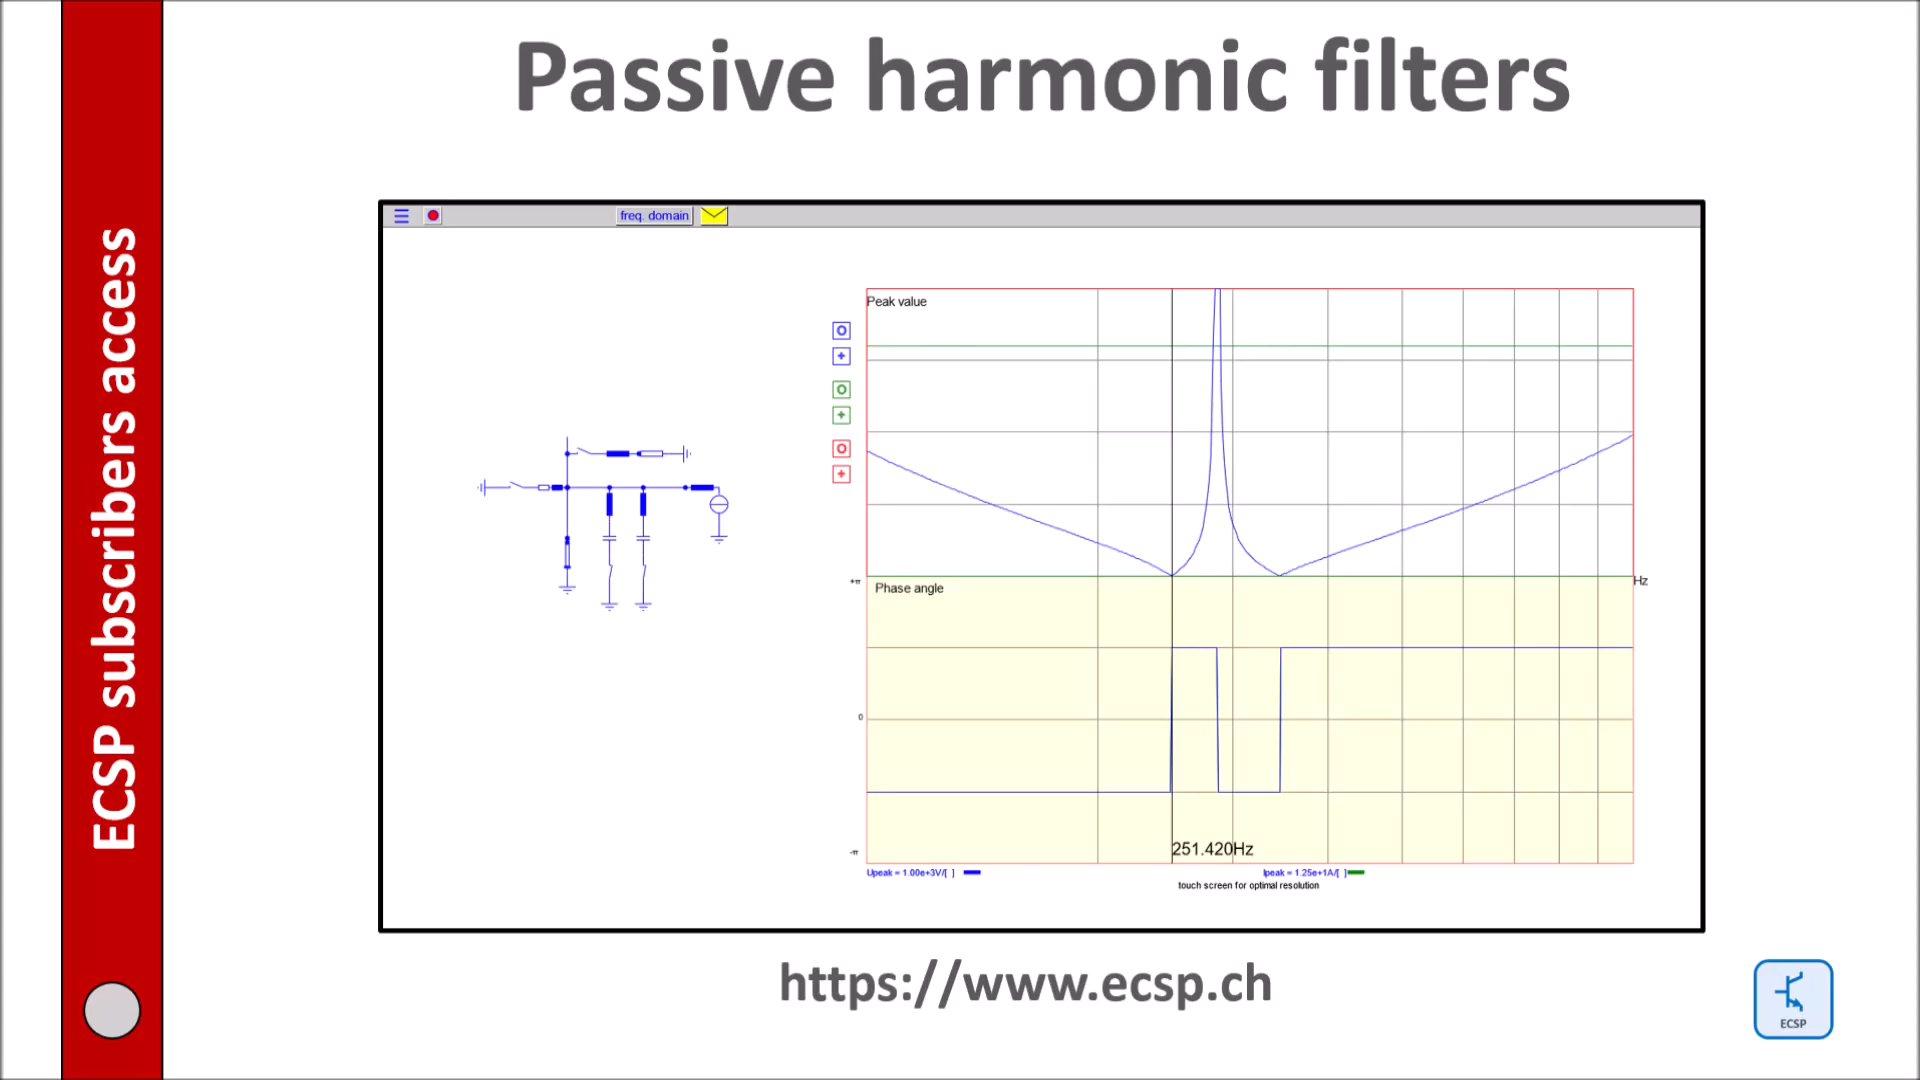 Passive harmonic filters
ECSP subscribers access
freq. domain
Peak value
O
+
O
+
O
+
+π
Phase angle
Hz
0
251.420Hz
-π
Upeak = 1.00e+3V/[ ]
Ipeak = 1.25e+1A/[ ]
touch screen for optimal resolution
https://www.ecsp.ch
ECSP